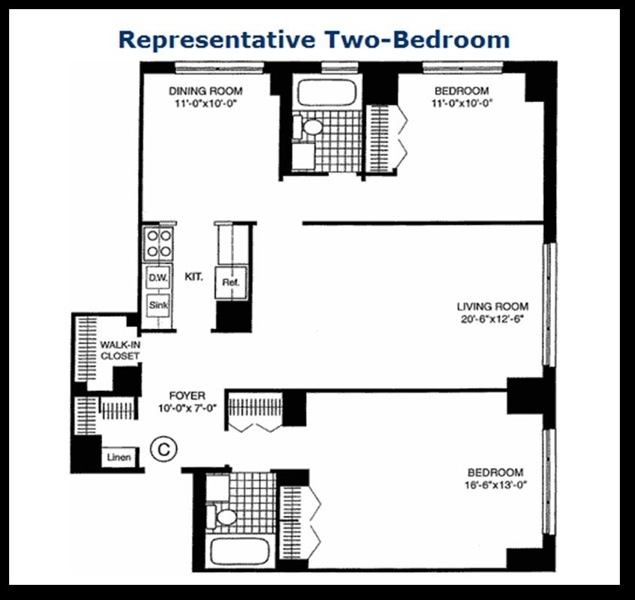 Representative Two-Bedroom
DINING ROOM
11'-0"x10'-0"
BEDROOM
11'-0"x10'-0"
KIT.
D.W.
Sink
Ref.
LIVING ROOM
20'-6"x12'-6"
WALK-IN
CLOSET
FOYER
10'-0"x 7'-0"
Linen
C
BEDROOM
16'-6"x13'-0"